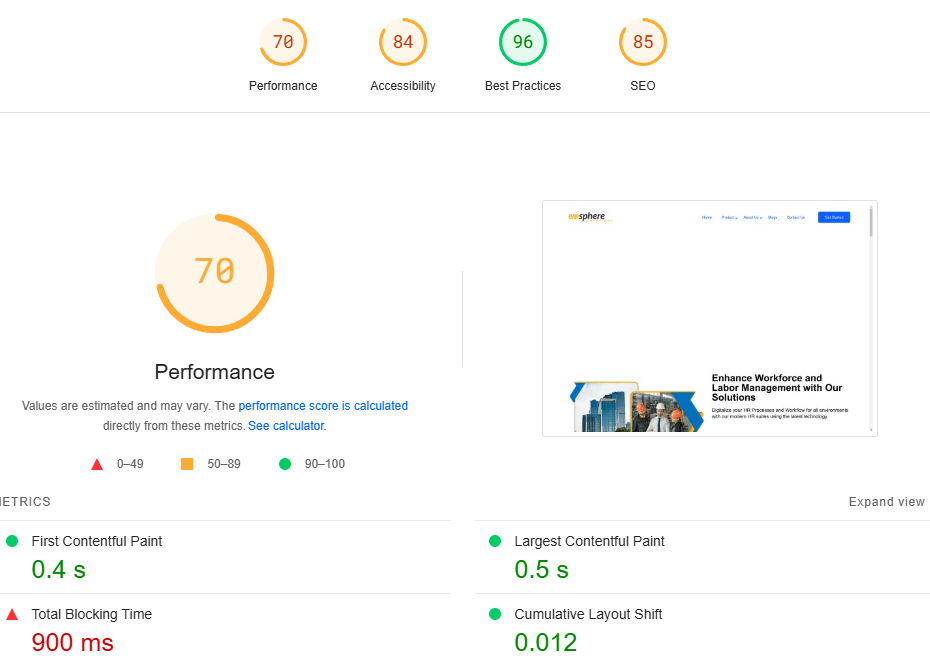 70
84
96
85
Performance
Accessibility
Best Practices
SEO
70
Performance
Values are estimated and may vary. The performance score is calculated
directly from these metrics. See calculator.
0–49
50–89
90–100
sphere
Home
Product
About Us
Blogs
Contact Us
Get Started
Enhance Workforce and
Labor Management with Our
Solutions
Digitalize your HR Processes and Workflow for all environments
with our modern HR suites using the latest technology.
METRICS
Expand view
First Contentful Paint
0.4 s
Largest Contentful Paint
0.5 s
Total Blocking Time
900 ms
Cumulative Layout Shift
0.012